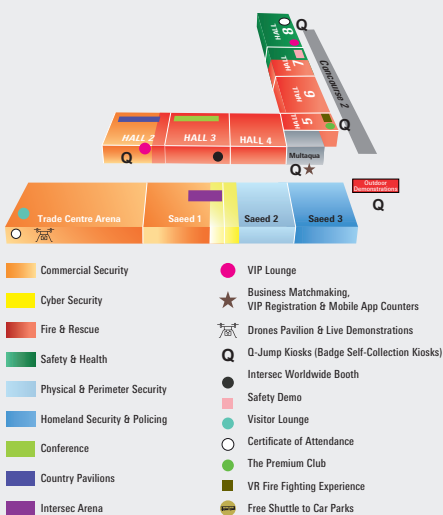 Q
HALL 8
HALL 7
HALL 6
HALL 5
Concourse 2
Q
HALL 2
HALL 3
HALL 4
Q
Multaqua
Q
Outdoor
Demonstrations
Q
Trade Centre Arena
Saeed 1
Saeed 2
Saeed 3
Commercial Security
Cyber Security
Fire & Rescue
Safety & Health
Physical & Perimeter Security
Homeland Security & Policing
Conference
Country Pavilions
Intersec Arena
VIP Lounge
Business Matchmaking,
VIP Registration & Mobile App Counters
Drones Pavilion & Live Demonstrations
Q Q-Jump Kiosks (Badge Self-Collection Kiosks)
Intersec Worldwide Booth
Safety Demo
Visitor Lounge
Certificate of Attendance
The Premium Club
VR Fire Fighting Experience
Free Shuttle to Car Parks